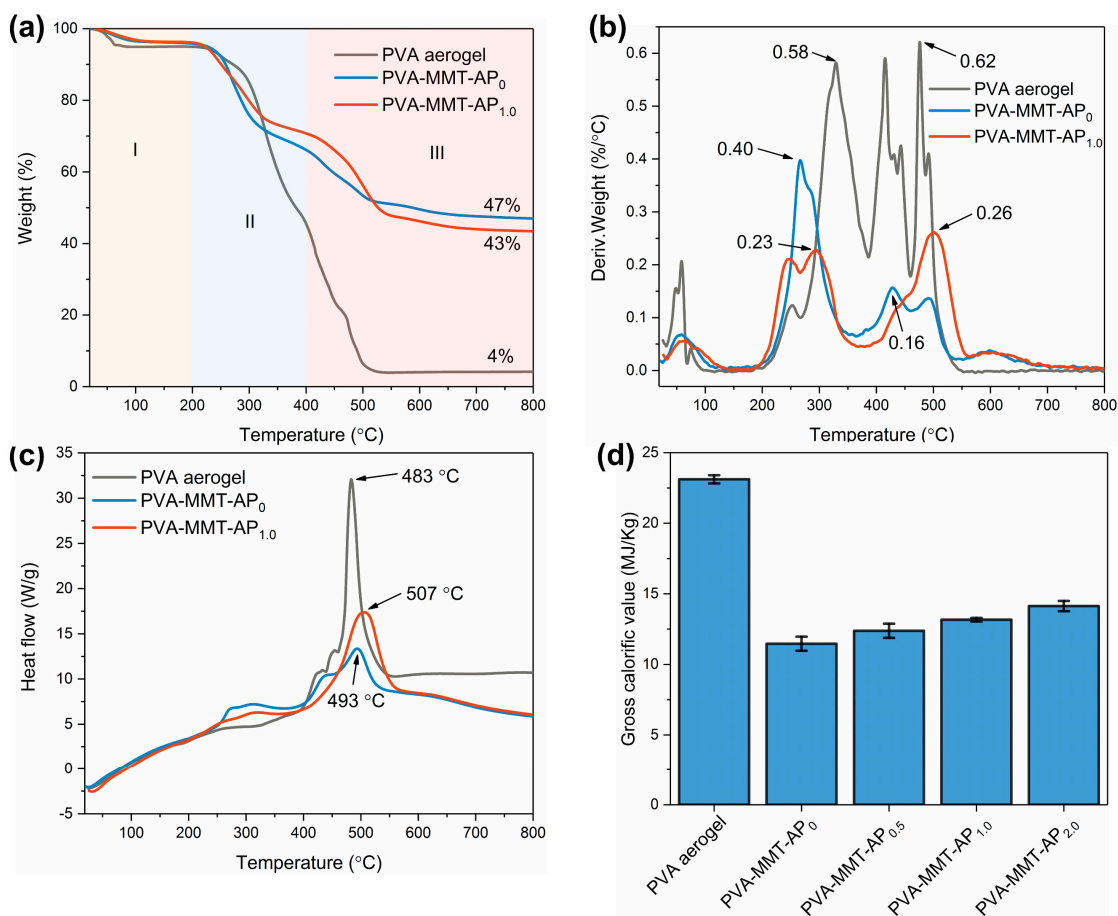 (a)
100
80
60
40
20
0
Weight (%)
PVA aerogel
PVA-MMT-AP0
PVA-MMT-AP1.0
I
II
III
47%
43%
4%
0 100 200 300 400 500 600 700 800
Temperature (°C)
(b)
0.6
0.5
0.4
0.3
0.2
0.1
0.0
Deriv.Weight (%/°C)
0.58
0.62
PVA aerogel
PVA-MMT-AP0
PVA-MMT-AP1.0
0.40
0.23
0.26
0.16
100 200 300 400 500 600 700 800
Temperature (°C)
(c)
35
30
25
20
15
10
5
0
-5
Heat flow (W/g)
PVA aerogel
PVA-MMT-AP0
PVA-MMT-AP1.0
483 °C
507 °C
493 °C
100 200 300 400 500 600 700 800
Temperature (°C)
(d)
25
20
15
10
5
0
Gross calorific value (MJ/Kg)
PVA aerogel
PVA-MMT-AP0
PVA-MMT-AP0.5
PVA-MMT-AP1.0
PVA-MMT-AP2.0